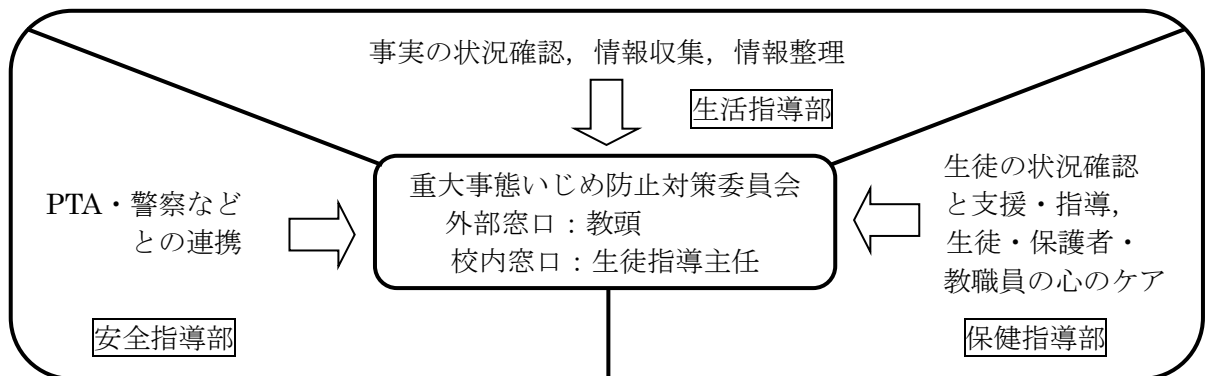 事実の状況確認,情報収集,情報整理
生活指導部
重大事態いじめ防止対策委員会
外部窓口:教頭
校内窓口:生徒指導主任
PTA・警察など
との連携
安全指導部
生徒の状況確認
と支援・指導,
生徒・保護者・
教職員の心のケア
保健指導部